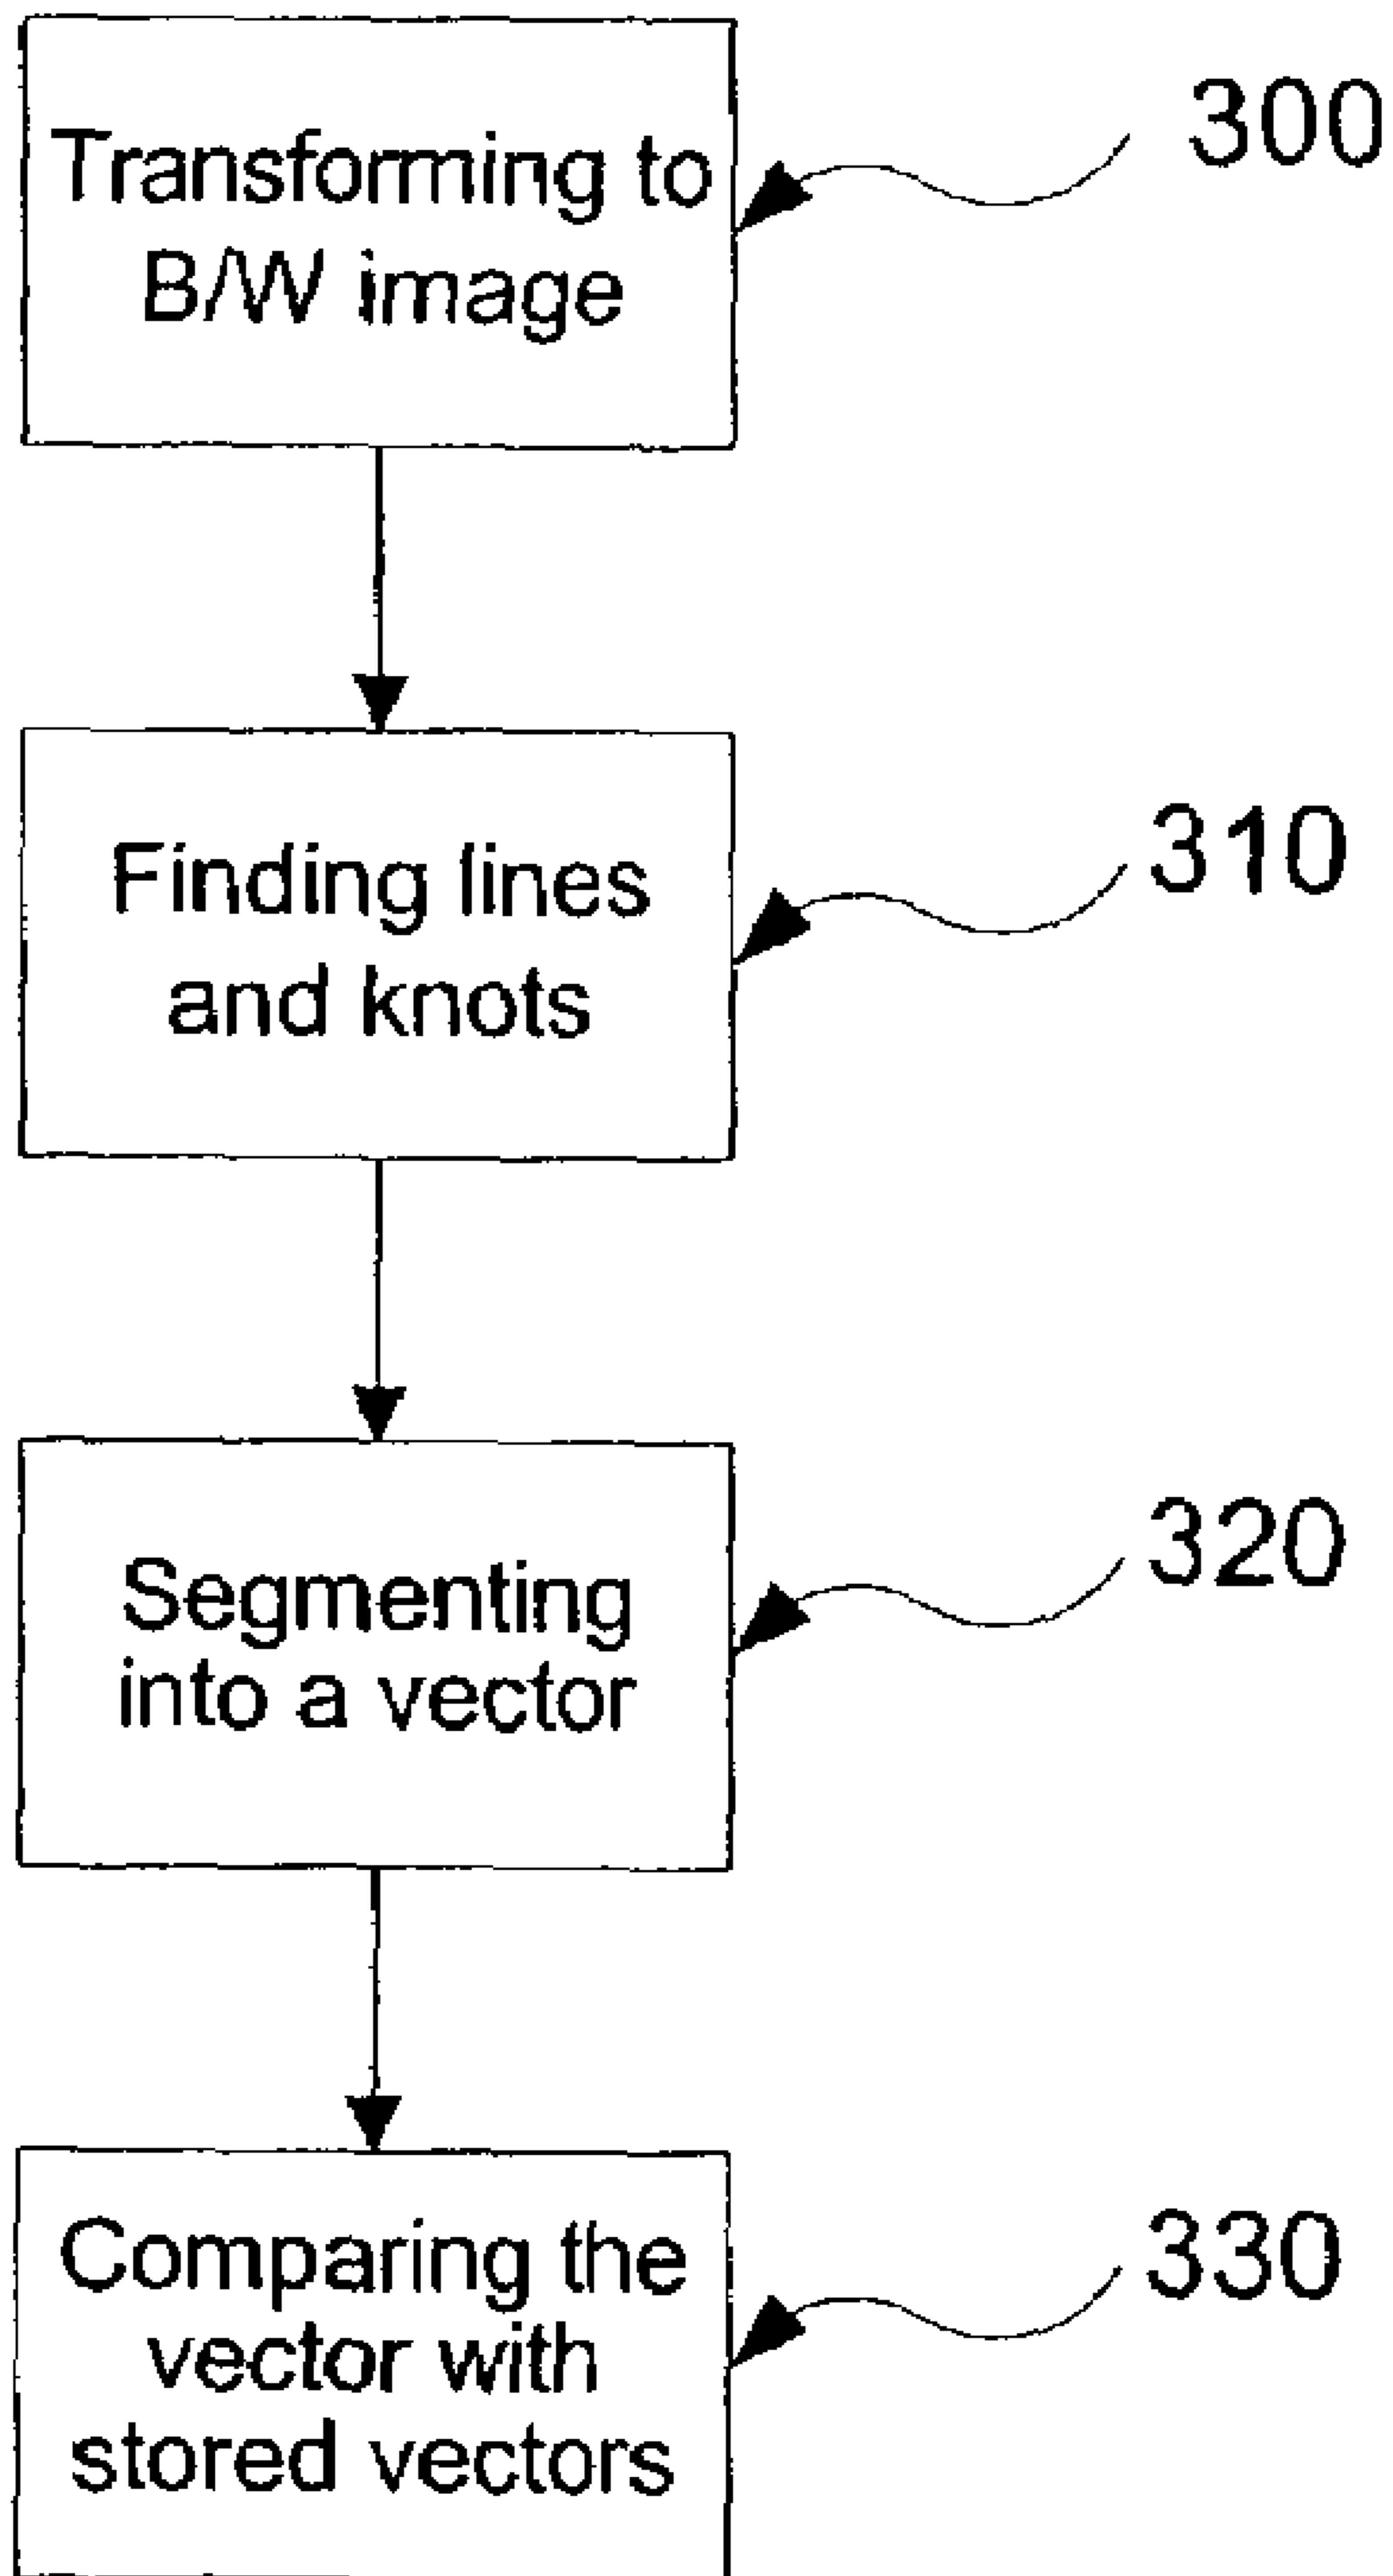 Transforming to
B/W image
300
Finding lines
and knots
310
Segmenting
into a vector
320
Comparing the
vector with
stored vectors
330